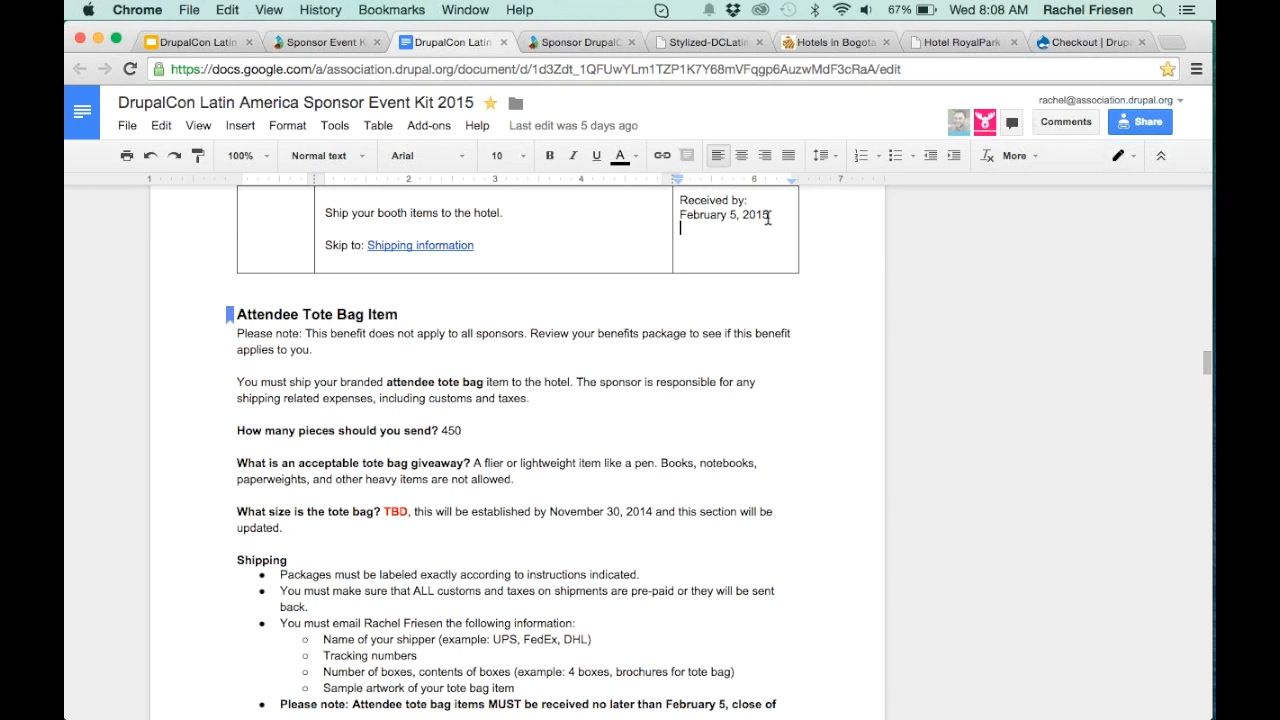 Chrome File Edit View History Bookmarks Window Help 67% Wed 8:08 AM Rachel Friesen
DrupalCon Latin Sponsor Event K DrupalCon Latin Sponsor DrupalC Stylized-DCLatin Hotels in Bogota Hotel RoyalPark Checkout | Drup
https://docs.google.com/a/association.drupal.org/document/d/1d3Zdt_1QFUwYLm1TZP1K7Y68mVFqgp6AuzwMdF3cRaA/edit
DrupalCon Latin America Sponsor Event Kit 2015
rachel@association.drupal.org
File Edit View Insert Format Tools Table Add-ons Help Last edit was 5 days ago
Comments Share
100% Normal text Arial 10 B I U A More
1 2 3 4 5 6 7
Received by:
February 5, 2015
Ship your booth items to the hotel.
Skip to: Shipping information
Attendee Tote Bag Item
Please note: This benefit does not apply to all sponsors. Review your benefits package to see if this benefit
applies to you.
You must ship your branded attendee tote bag item to the hotel. The sponsor is responsible for any
shipping related expenses, including customs and taxes.
How many pieces should you send? 450
What is an acceptable tote bag giveaway? A flier or lightweight item like a pen. Books, notebooks,
paperweights, and other heavy items are not allowed.
What size is the tote bag? TBD, this will be established by November 30, 2014 and this section will be
updated.
Shipping
● Packages must be labeled exactly according to instructions indicated.
● You must make sure that ALL customs and taxes on shipments are pre-paid or they will be sent
back.
● You must email Rachel Friesen the following information:
○ Name of your shipper (example: UPS, FedEx, DHL)
○ Tracking numbers
○ Number of boxes, contents of boxes (example: 4 boxes, brochures for tote bag)
○ Sample artwork of your tote bag item
● Please note: Attendee tote bag items MUST be received no later than February 5, close of